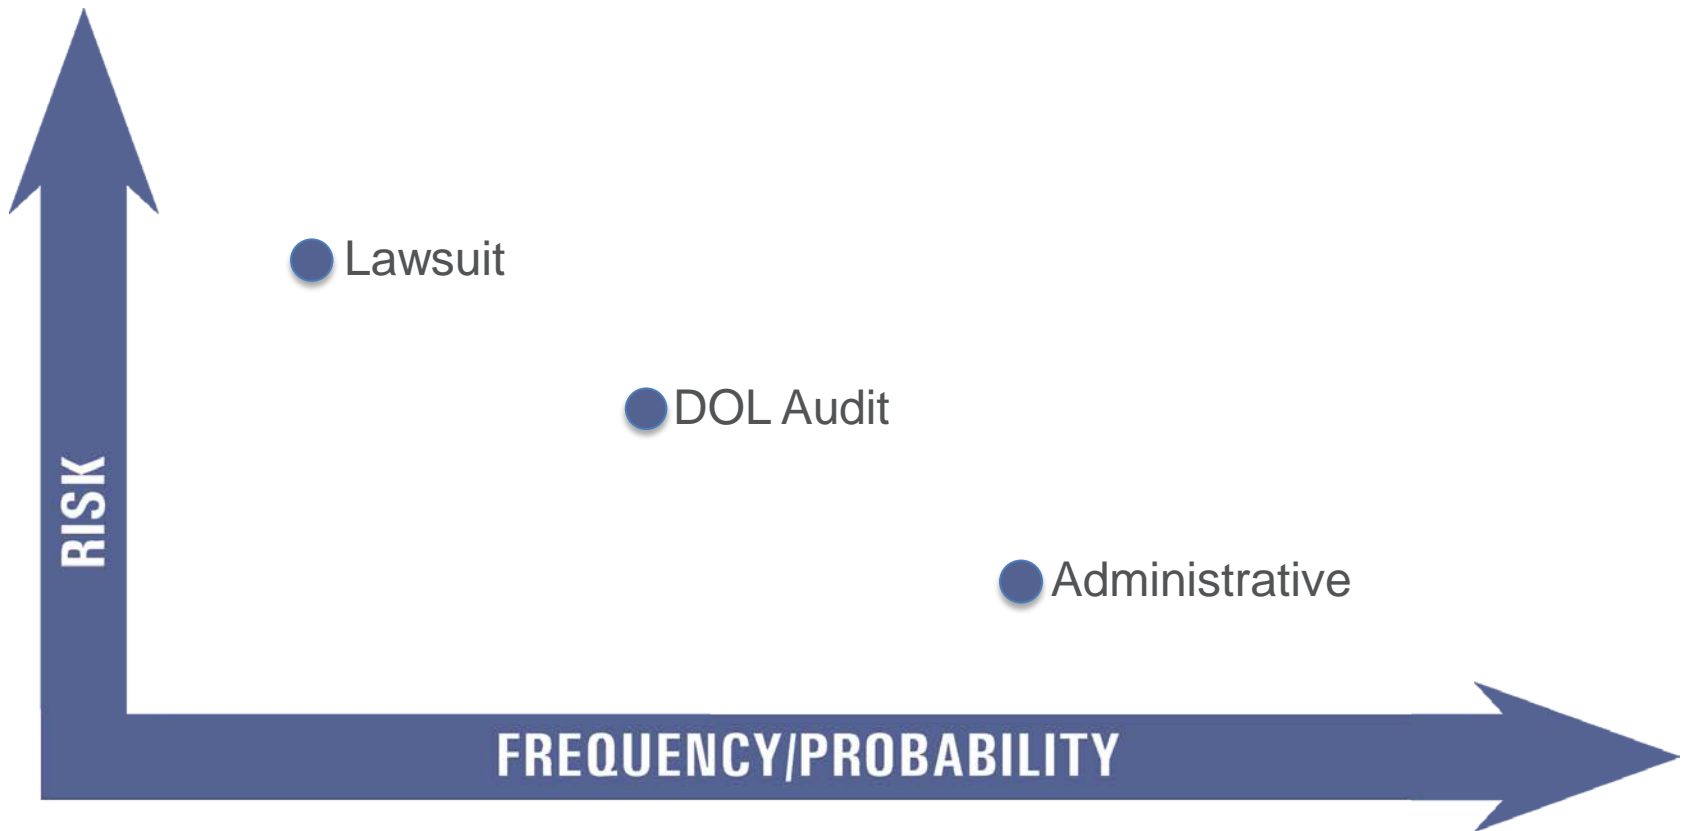 Lawsuit
DOL Audit
RISK
Administrative
FREQUENCY/PROBABILITY